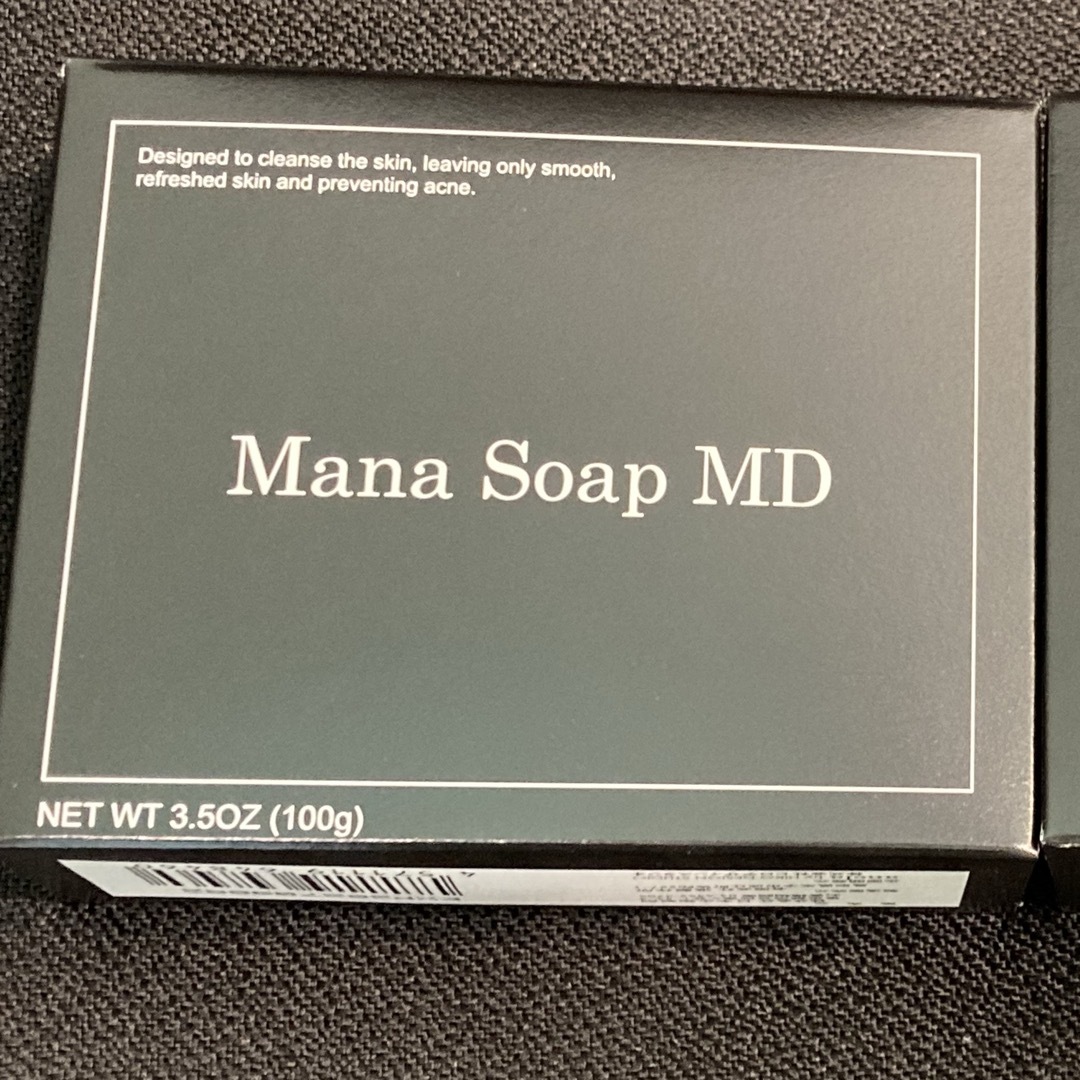 Designed to cleanse the skin, leaving only smooth,
refreshed skin and preventing acne.
Mana Soap MD
NET WT 3.5OZ (100g)